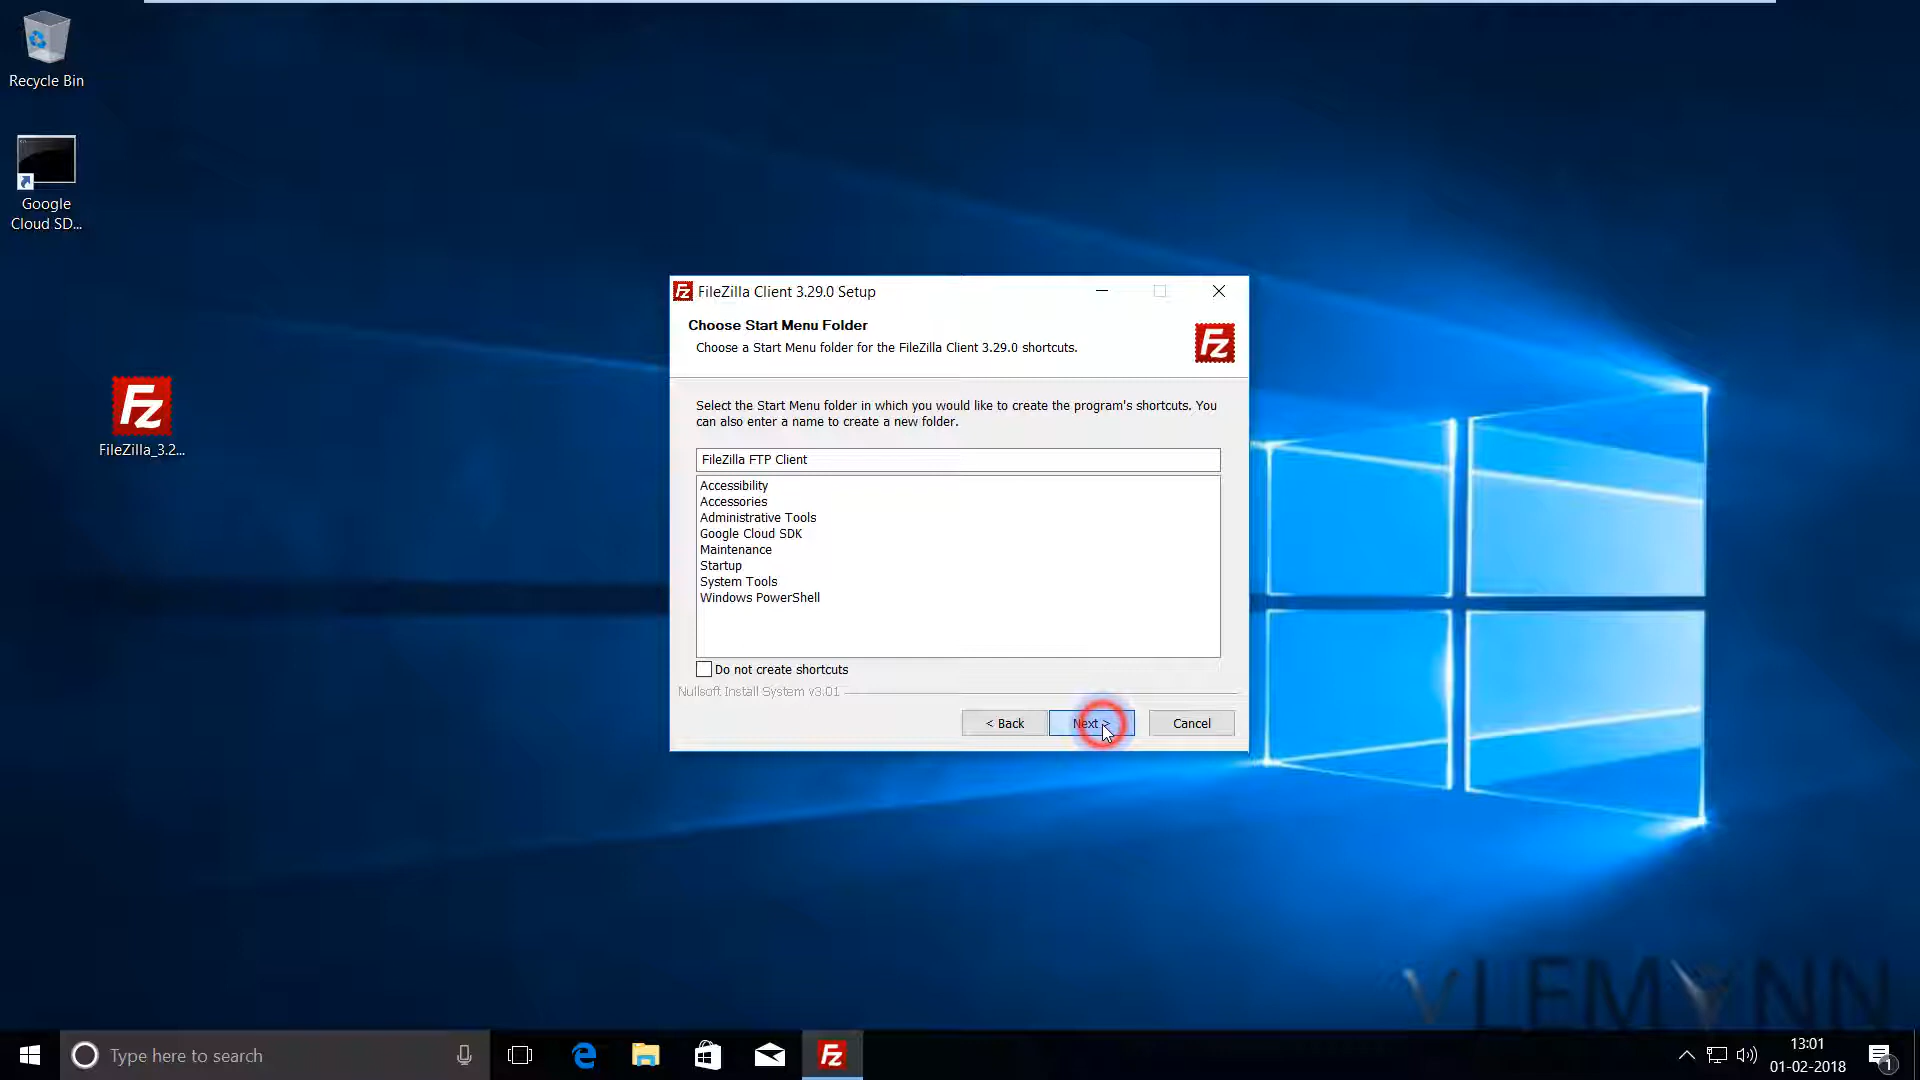 Recycle Bin
Google
Cloud SD...
FileZilla_3.2...
FileZilla Client 3.29.0 Setup
Choose Start Menu Folder
Choose a Start Menu folder for the FileZilla Client 3.29.0 shortcuts.
Fz
Select the Start Menu folder in which you would like to create the program's shortcuts. You
can also enter a name to create a new folder.
FileZilla FTP Client
Accessibility
Accessories
Administrative Tools
Google Cloud SDK
Maintenance
Startup
System Tools
Windows PowerShell
Do not create shortcuts
Nullsoft Install System v3.01
< Back
Next >
Cancel
VLEMYNN
Type here to search
13:01
01-02-2018
1